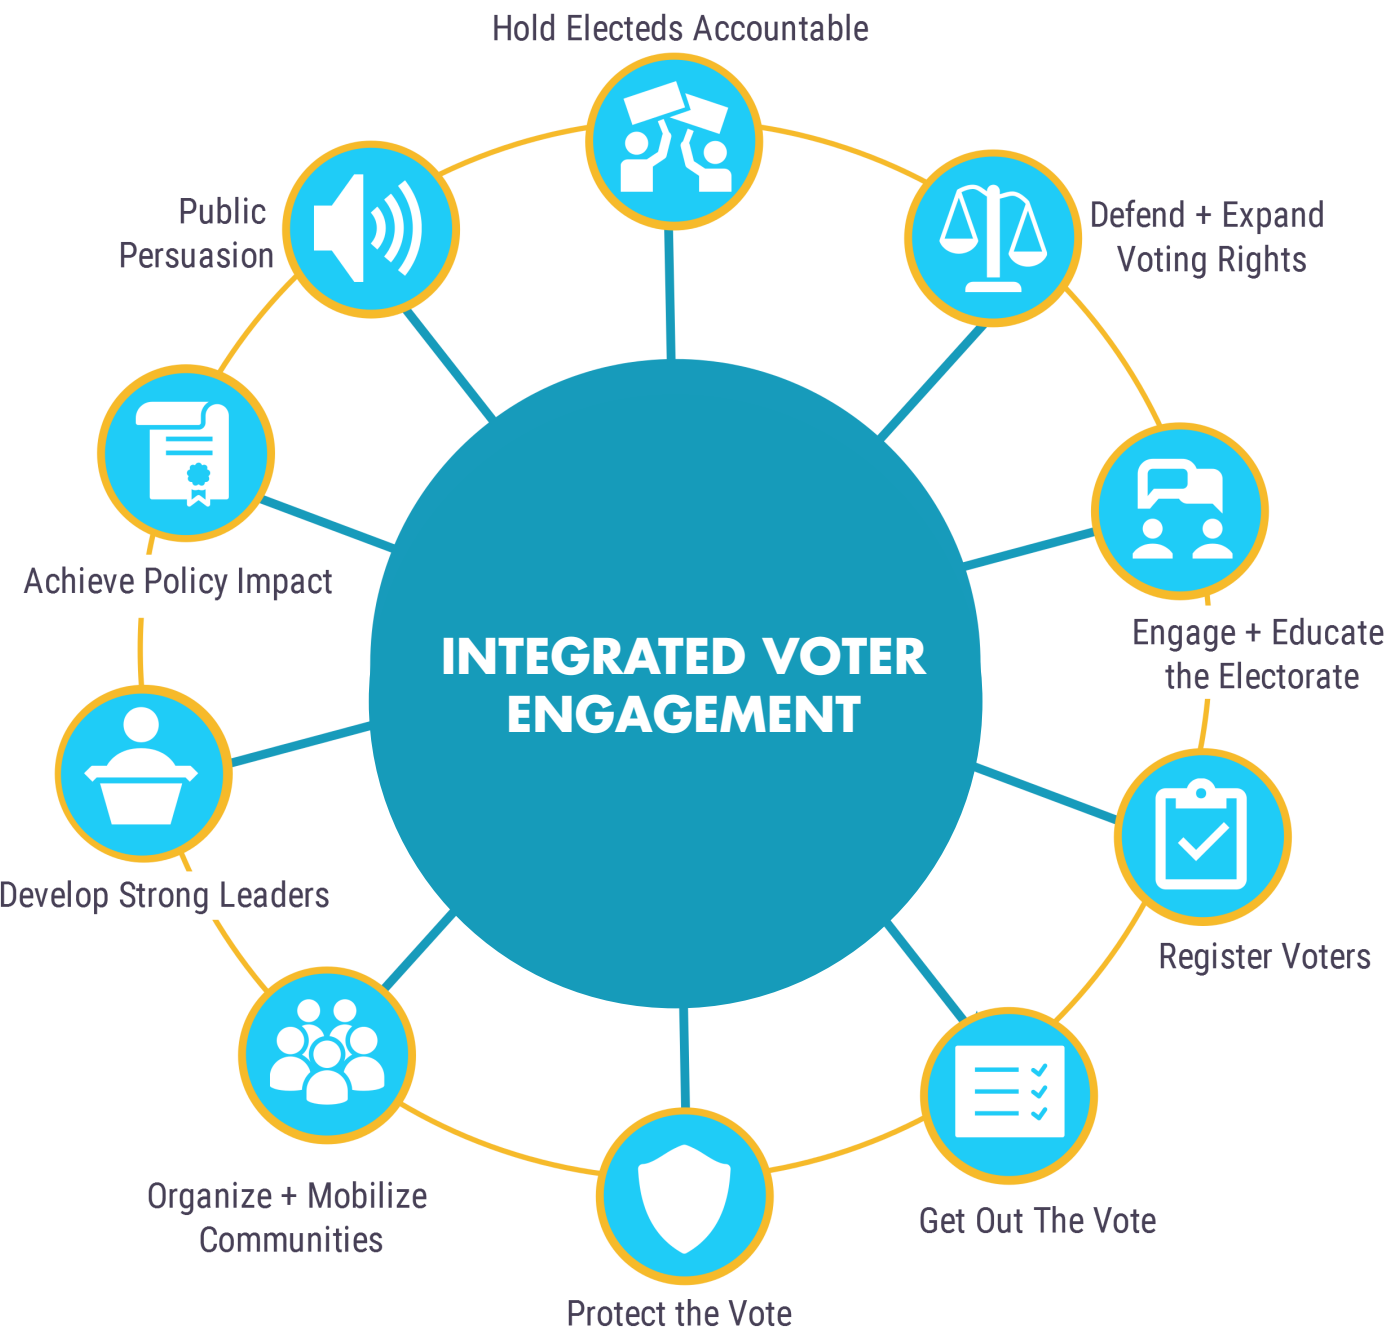 Hold Electeds Accountable
Public
Persuasion
Defend + Expand
Voting Rights
Achieve Policy Impact
Engage + Educate
the Electorate
INTEGRATED VOTER
ENGAGEMENT
Develop Strong Leaders
Register Voters
Organize + Mobilize
Communities
Get Out The Vote
Protect the Vote